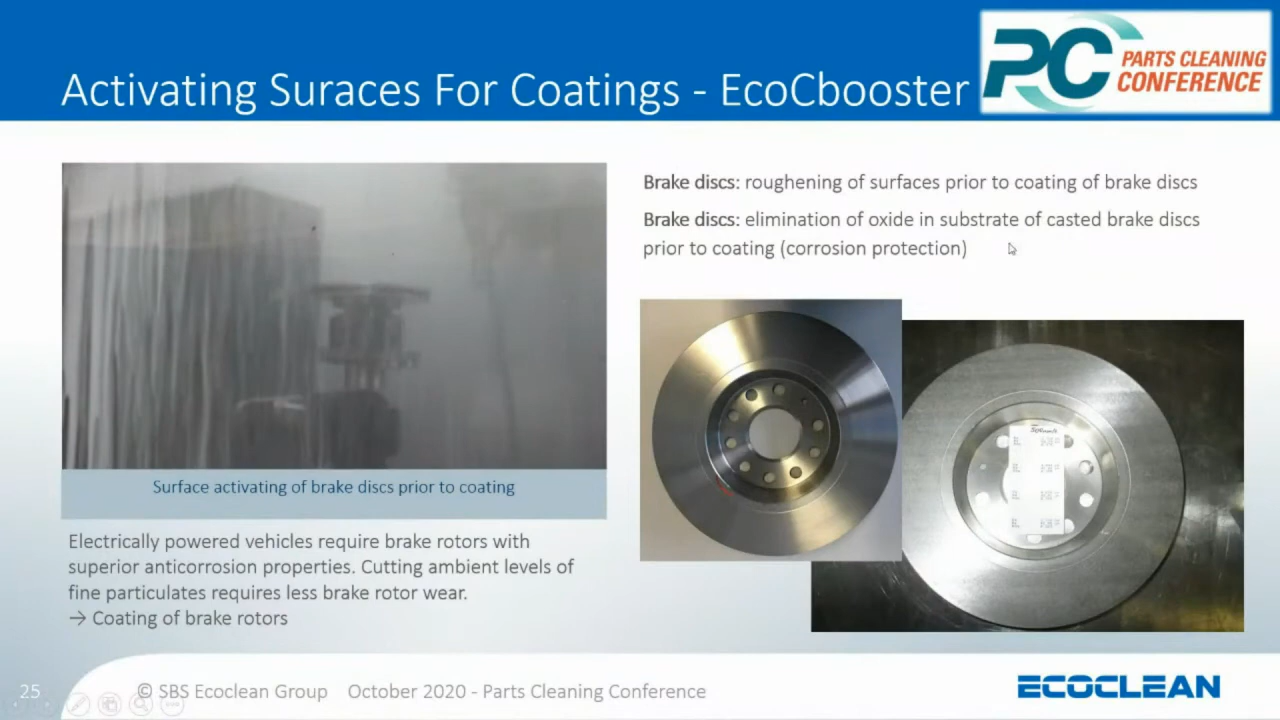 Activating Suraces For Coatings - EcoCbooster
PC PARTS CLEANING
CONFERENCE
Brake discs: roughening of surfaces prior to coating of brake discs
Brake discs: elimination of oxide in substrate of casted brake discs
prior to coating (corrosion protection)
Surface activating of brake discs prior to coating
Electrically powered vehicles require brake rotors with
superior anticorrosion properties. Cutting ambient levels of
fine particulates requires less brake rotor wear.
→ Coating of brake rotors
25
© SBS Ecoclean Group October 2020 - Parts Cleaning Conference
ECOCLEAN